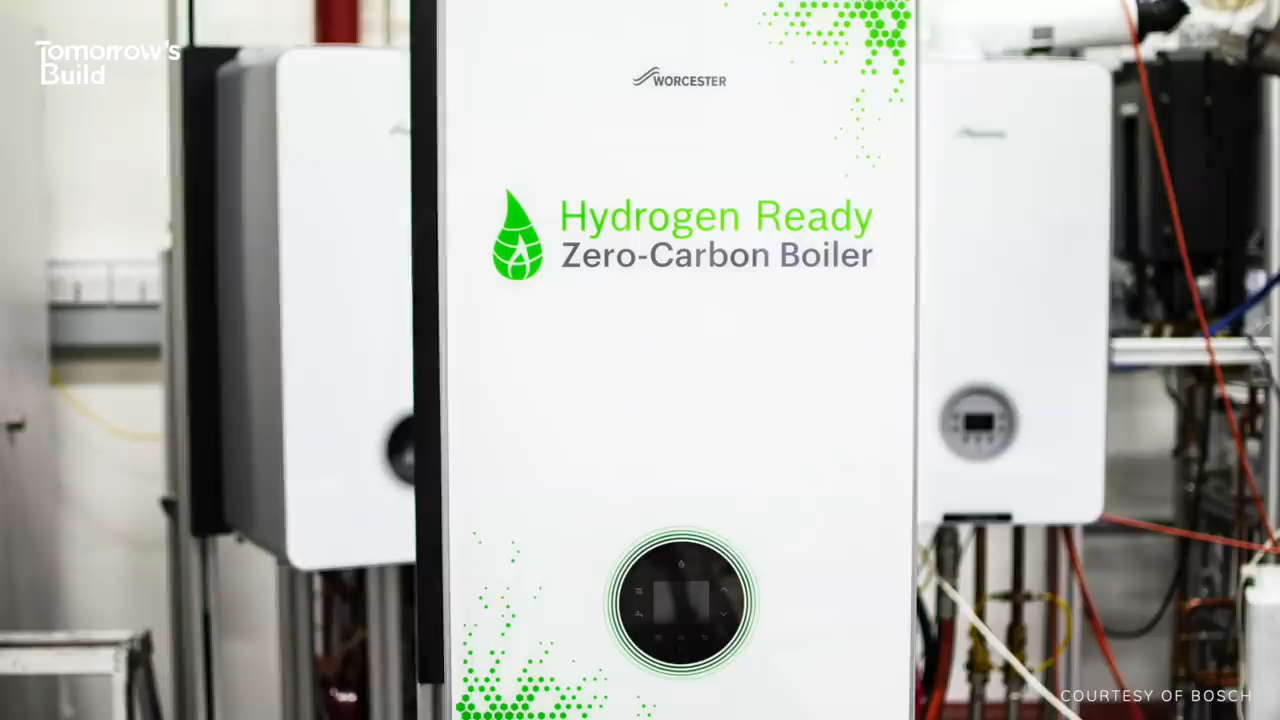 Tomorrow's
Build
WORCESTER
Hydrogen Ready
Zero-Carbon Boiler
COURTESY OF BOSCH